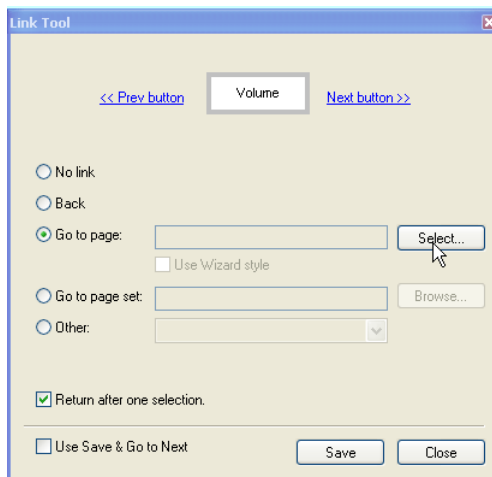 Link Tool
<< Prev button
Volume
Next button >>
No link
Back
Go to page:
Select...
Use Wizard style
Go to page set:
Browse...
Other:
Return after one selection.
Use Save & Go to Next
Save
Close